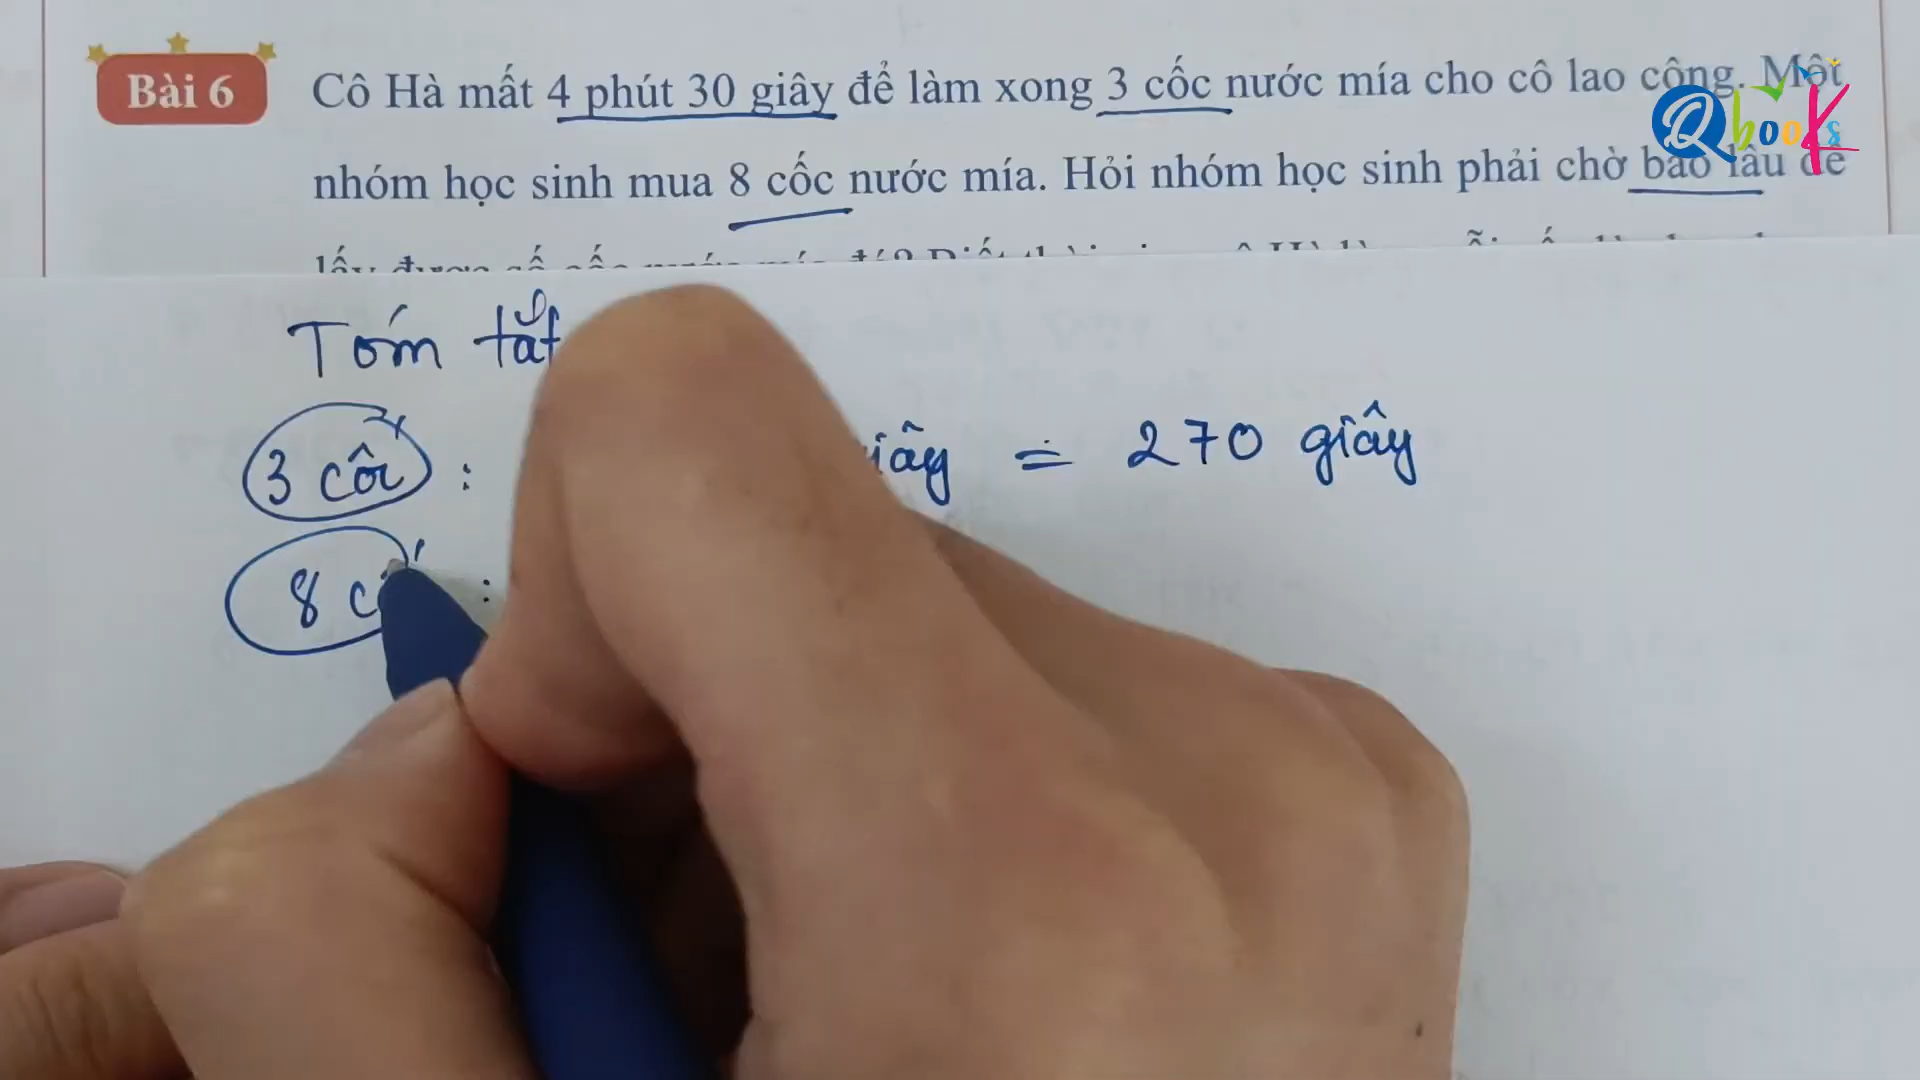 Bài 6 Cô Hà mất 4 phút 30 giây để làm xong 3 cốc nước mía cho cô lao công. Một
Qbooks
nhóm học sinh mua 8 cốc nước mía. Hỏi nhóm học sinh phải chờ bao lâu để
Tóm tắt
3 cốc : giây = 270 giây
8 :